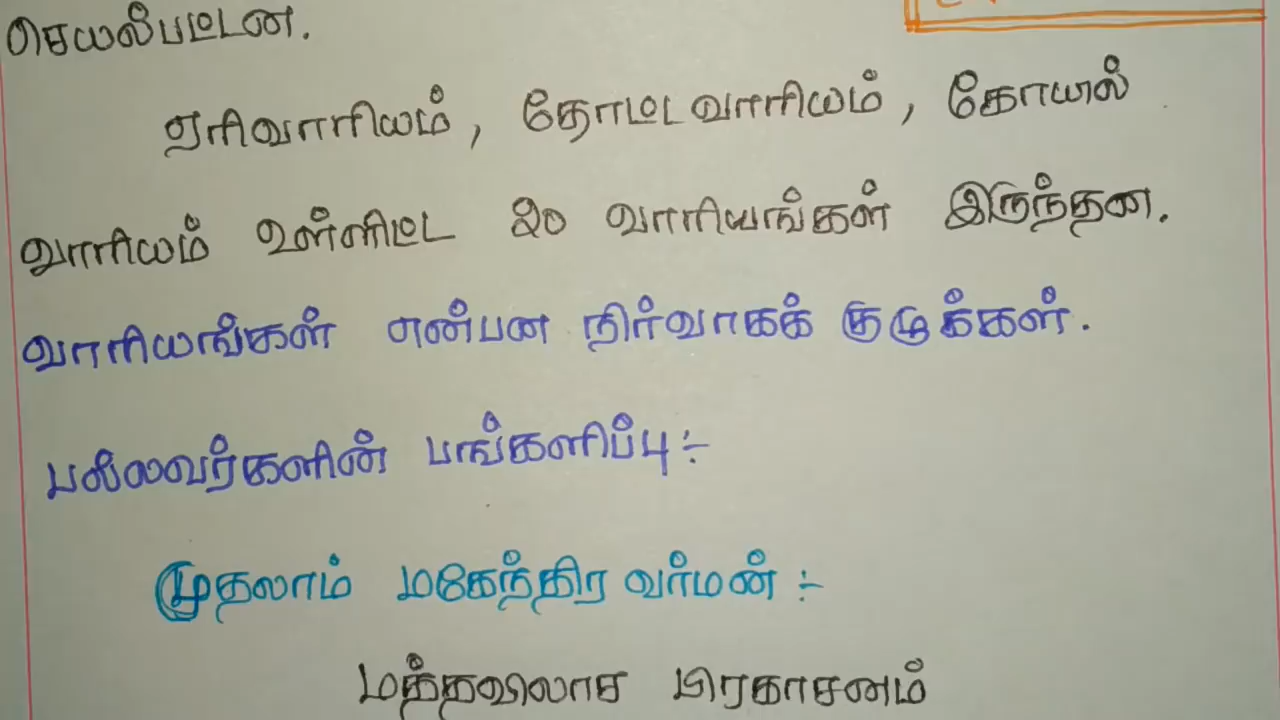 செயல்பட்டன.
ஏரிவாரியம், தோட்டவாரியம், கோயில்
வாரியம் உள்ளிட்ட 20 வாரியங்கள் இருந்தன.
வாரியங்கள் என்பன நிர்வாகக் குழுக்கள்.
பல்லவர்களின் பங்களிப்பு :-
முதலாம் மகேந்திர வர்மன் :-
மத்தவிலாச பிரகாசனம்